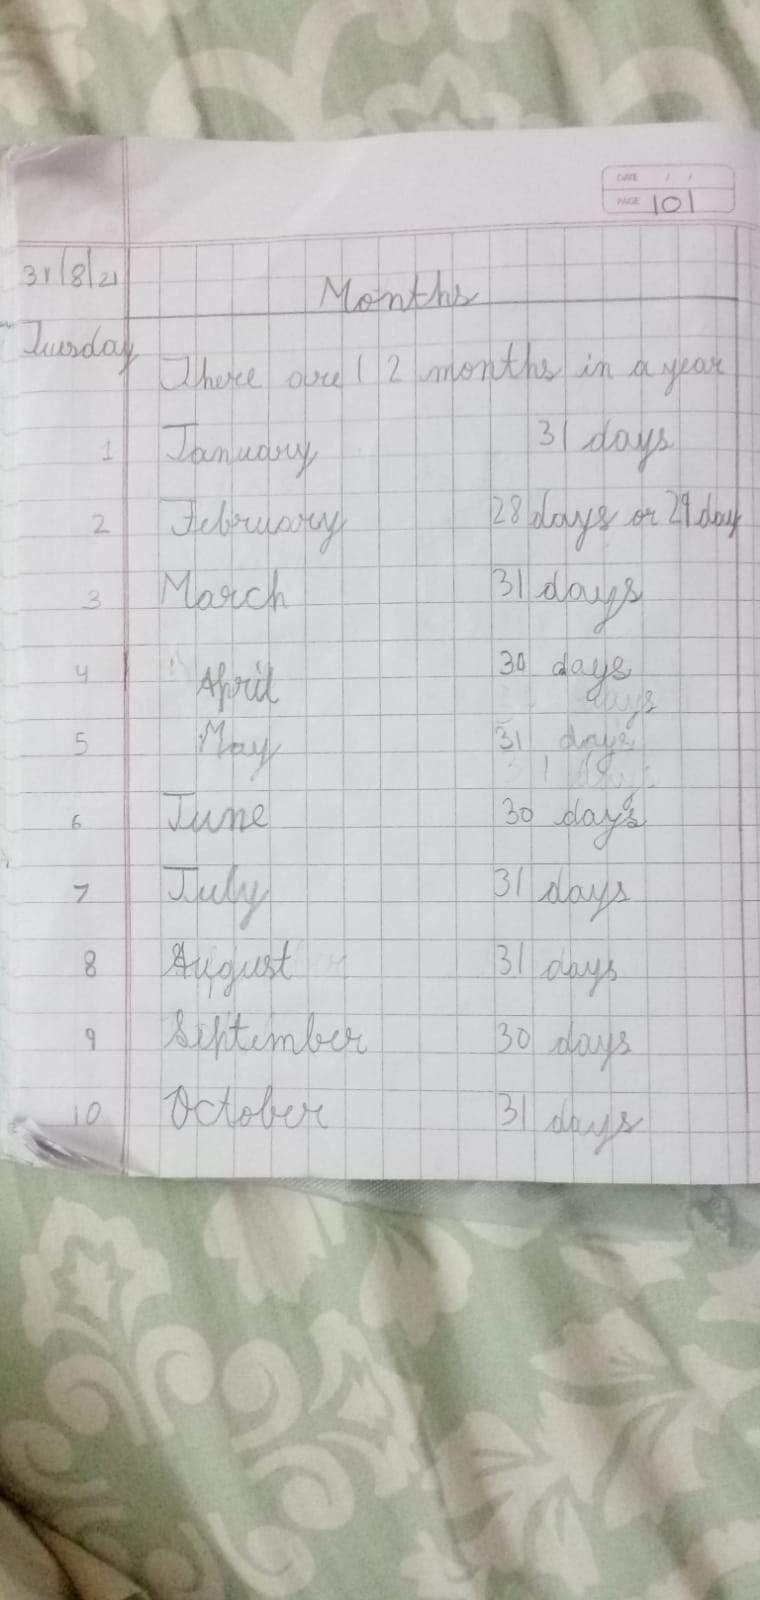 DATE / /
PAGE 101
31/8/21
Months
Tuesday
There are 12 months in a year
1 January 31 days
2 February 28 days or 29 day
3 March 31 days
4 April 30 days
days
5 May 31 days
6 June 30 days
7 July 31 days
8 August 31 days
9 September 30 days
10 October 31 days